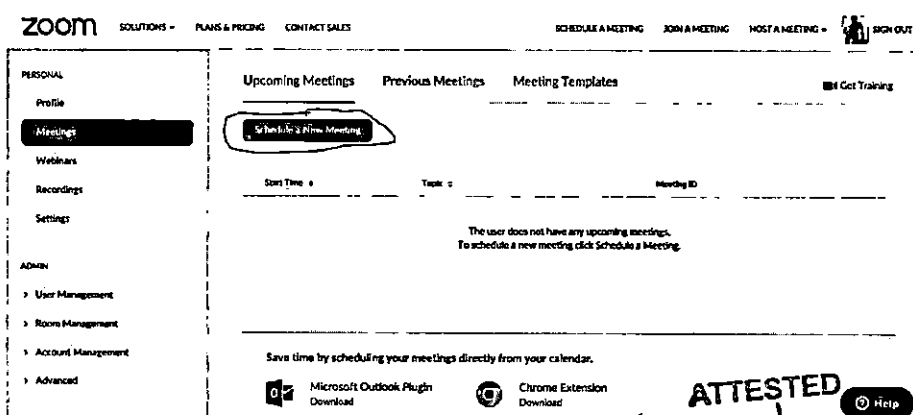 zoom SOLUTIONS PLANS & PRICING CONTACT SALES SCHEDULE A MEETING JOIN A MEETING HOST A MEETING SIGN OUT
PERSONAL
Profile
Meetings
Webinars
Recordings
Settings
ADMIN
User Management
Room Management
Account Management
Advanced
Upcoming Meetings Previous Meetings Meeting Templates Get Training
Schedule a New Meeting
Start Time Topic Meeting ID
The user does not have any upcoming meetings.
To schedule a new meeting click Schedule a Meeting.
Save time by scheduling your meetings directly from your calendar.
Microsoft Outlook Plugin
Download
Chrome Extension
Download
ATTESTED
Help